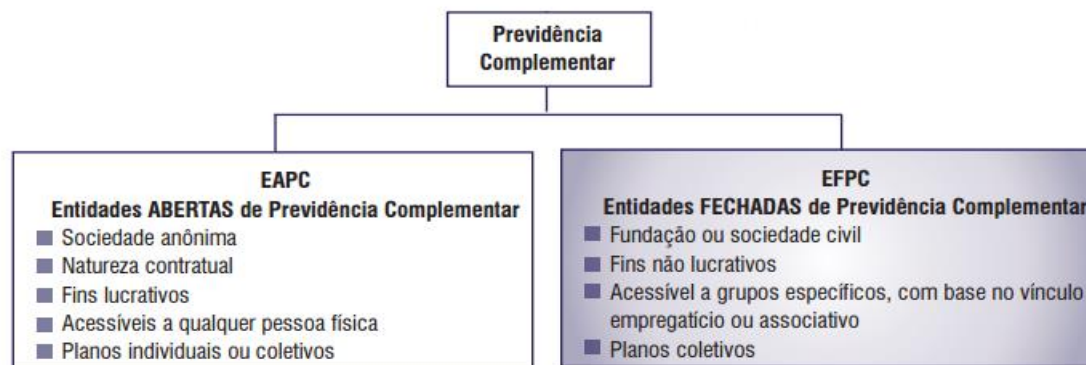 Previdência
Complementar
EAPC
Entidades ABERTAS de Previdência Complementar
Sociedade anônima
Natureza contratual
Fins lucrativos
Acessíveis a qualquer pessoa física
Planos individuais ou coletivos
EFPC
Entidades FECHADAS de Previdência Complementar
Fundação ou sociedade civil
Fins não lucrativos
Acessível a grupos específicos, com base no vínculo
empregatício ou associativo
Planos coletivos